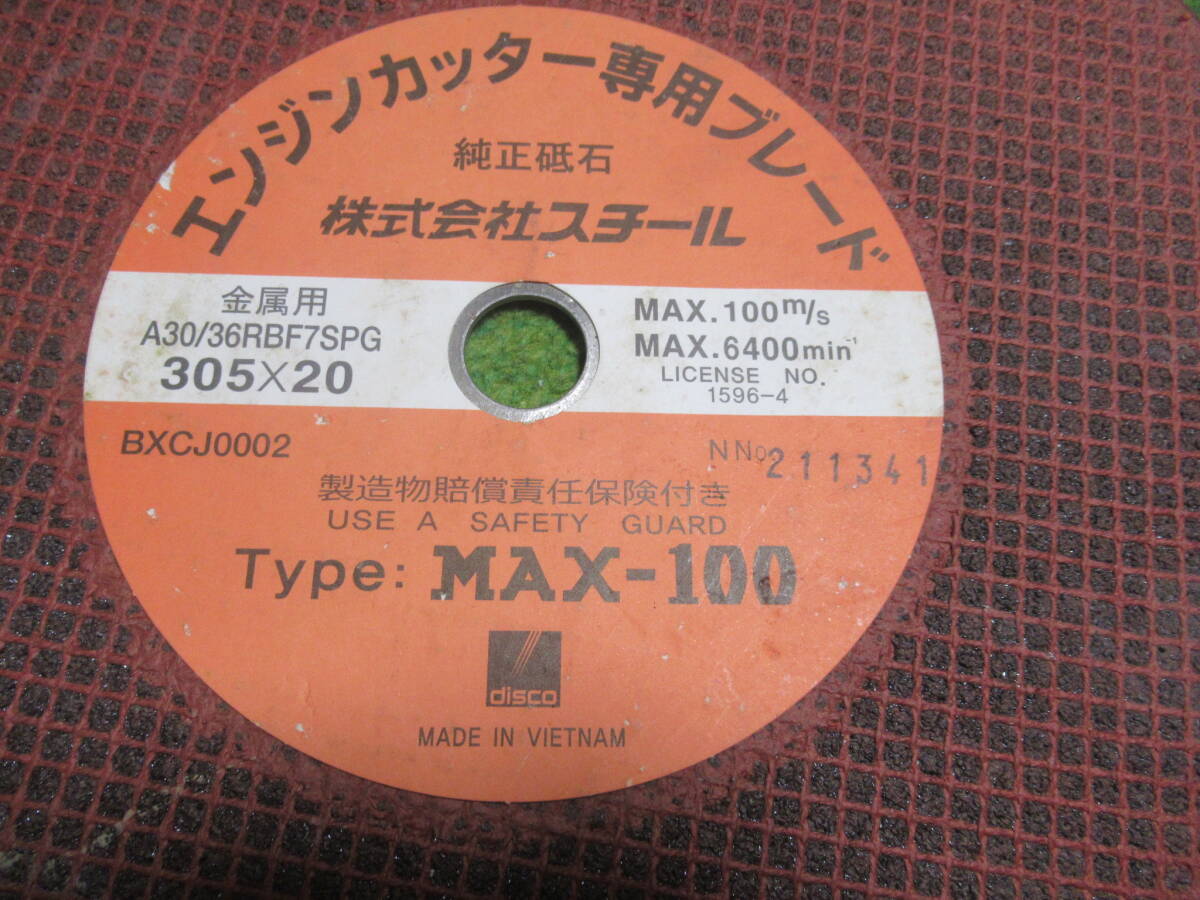 エンジンカッター専用ブレード
純正砥石
株式会社スチール
金属用
A30/36RBF7SPG
305×20
MAX.100m/s
MAX.6400min⁻¹
LICENSE NO.
1596-4
BXCJ0002
NNo 211341
製造物賠償責任保険付き
USE A SAFETY GUARD
Type: MAX-100
disco
MADE IN VIETNAM